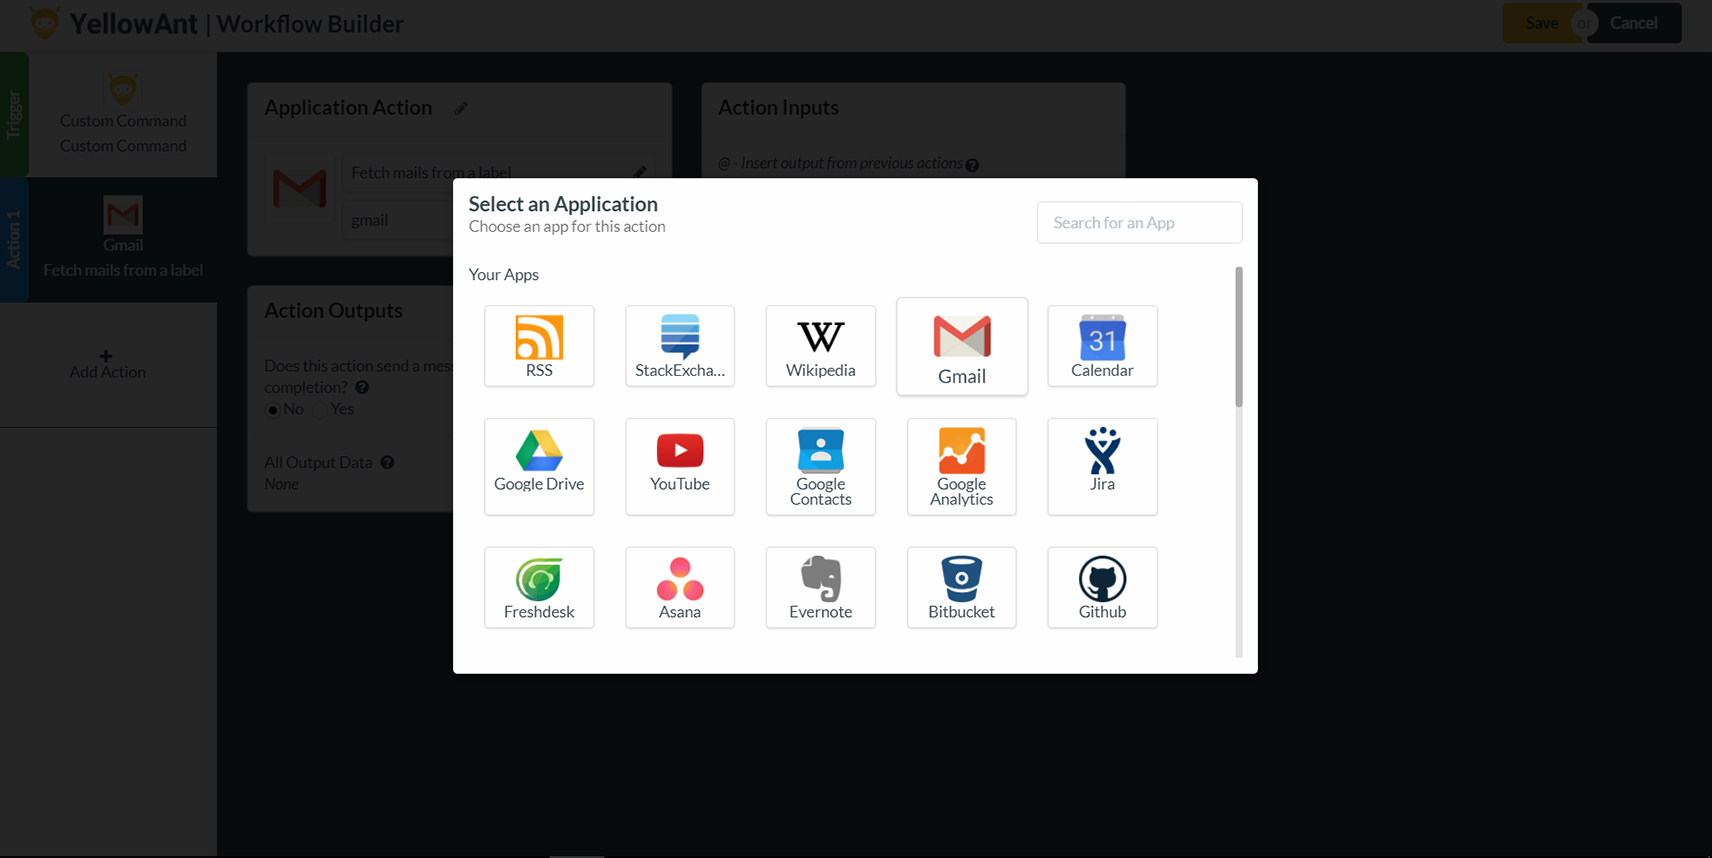 YellowAnt | Workflow Builder
Save or Cancel
Trigger
Custom Command
Custom Command
Action 1
Gmail
Fetch mails from a label
Add Action
Application Action
Fetch mails from a label
gmail
Action Inputs
@ - Insert output from previous actions
Action Outputs
Does this action send a mess
completion?
No Yes
All Output Data
None
Select an Application
Choose an app for this action
Search for an App
Your Apps
RSS
StackExcha...
W
Wikipedia
Gmail
31
Calendar
Google Drive
YouTube
Google
Contacts
Google
Analytics
Jira
Freshdesk
Asana
Evernote
Bitbucket
Github